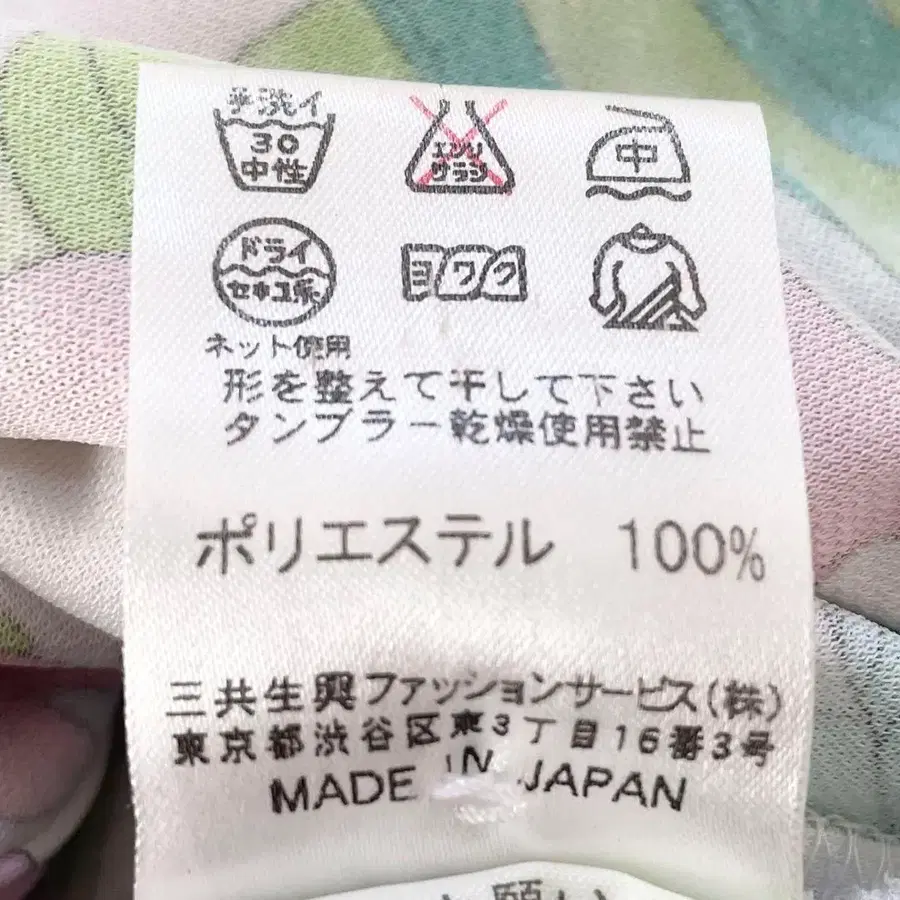 手洗イ
30
中性
エンソ
サラシ
中
ドライ
セキユ系
ヨワク
ネット使用
形を整えて干して下さい
タンブラー乾燥使用禁止
ポリエステル 100%
三共生興ファッションサービス(株)
東京都渋谷区東3丁目16番3号
MADE IN JAPAN
お願い